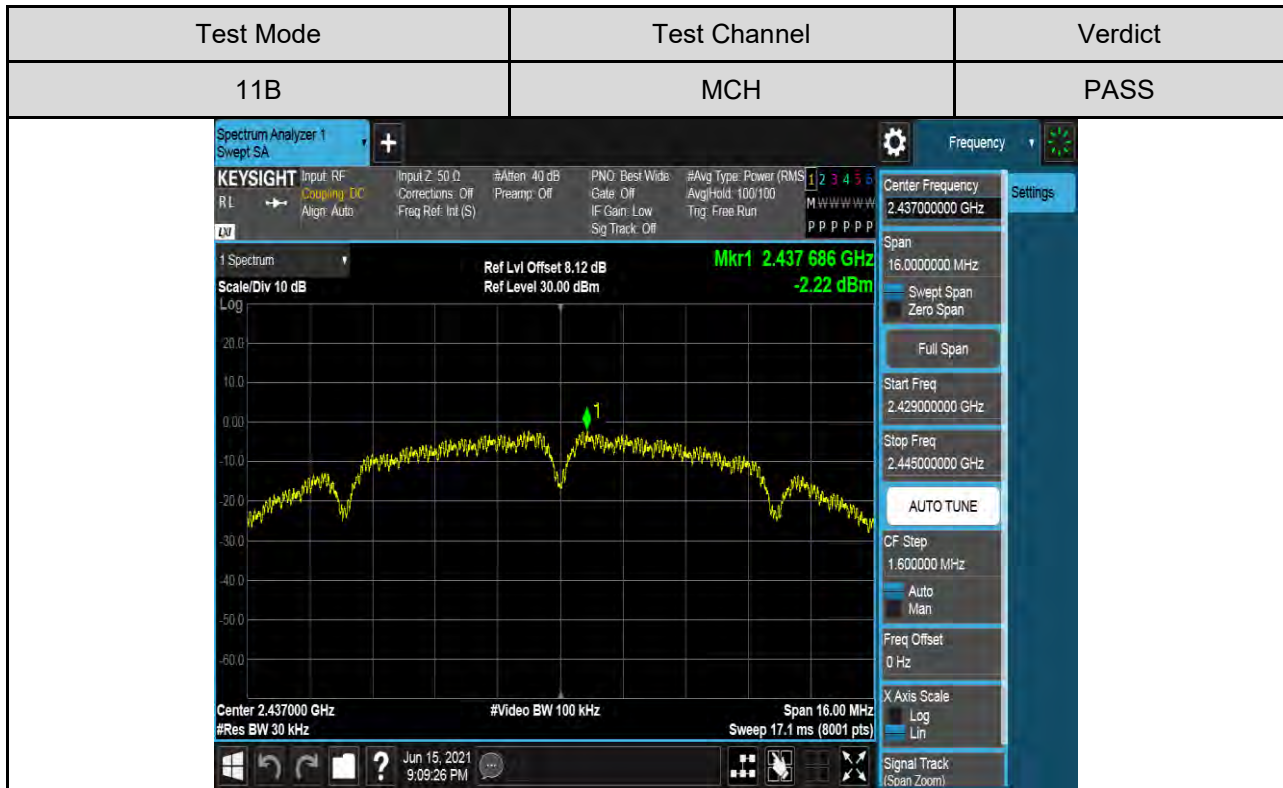 Test Mode Test Channel Verdict
11B MCH PASS
Spectrum Analyzer 1
Swept SA
+
Frequency
KEYSIGHT Input: RF Input Z: 50 Ω #Atten: 40 dB PNO: Best Wide #Avg Type: Power (RMS 1 2 3 4 5 6
RL Coupling: DC Corrections: Off Preamp: Off Gate: Off Avg|Hold: 100/100 M W W W W W
Align: Auto Freq Ref: Int (S) IF Gain: Low Trig: Free Run
LXI Sig Track: Off P P P P P P
1 Spectrum
Scale/Div 10 dB
Ref Lvl Offset 8.12 dB
Ref Level 30.00 dBm
Mkr1 2.437 686 GHz
-2.22 dBm
Log
20.0
10.0
0.00
-10.0
-20.0
-30.0
-40.0
-50.0
-60.0
1
Center 2.437000 GHz #Video BW 100 kHz Span 16.00 MHz
#Res BW 30 kHz Sweep 17.1 ms (8001 pts)
Center Frequency
2.437000000 GHz
Settings
Span
16.0000000 MHz
Swept Span
Zero Span
Full Span
Start Freq
2.429000000 GHz
Stop Freq
2.445000000 GHz
AUTO TUNE
CF Step
1.600000 MHz
Auto
Man
Freq Offset
0 Hz
X Axis Scale
Log
Lin
Signal Track
(Span Zoom)
?
Jun 15, 2021
9:09:26 PM